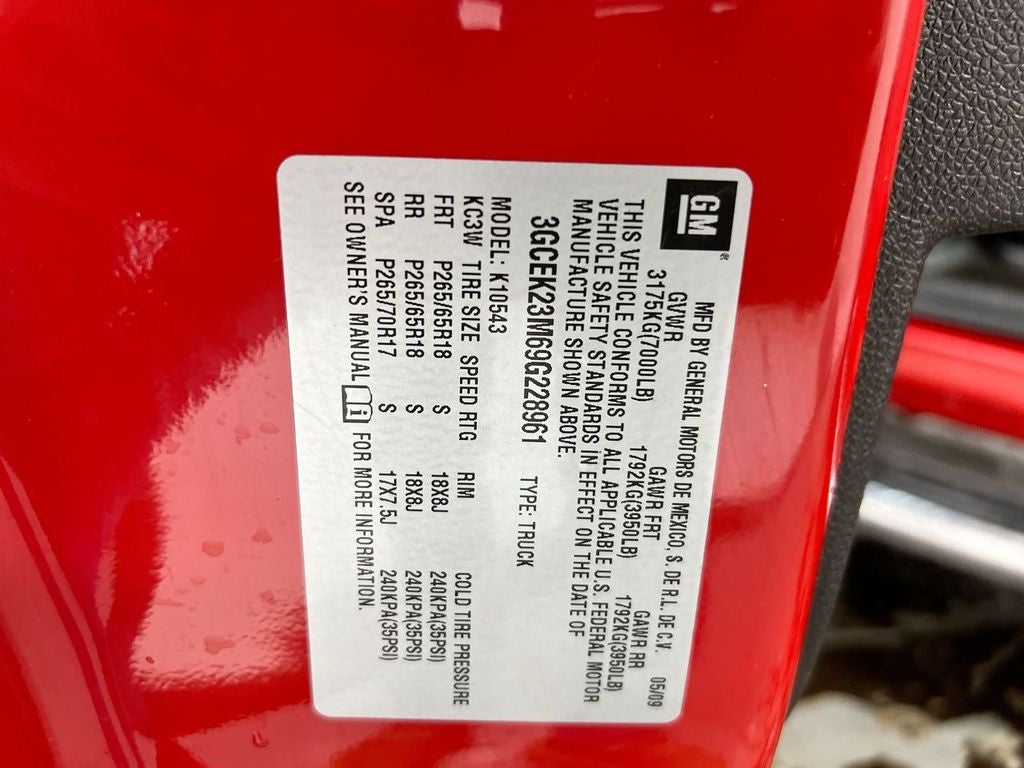 GM
MFD BY GENERAL MOTORS DE MEXICO, S. DE R.L. DE C.V. 05/09
GVWR GAWR FRT GAWR RR
3175KG(7000LB) 1792KG(3950LB) 1792KG(3950LB)
THIS VEHICLE CONFORMS TO ALL APPLICABLE U.S. FEDERAL MOTOR
VEHICLE SAFETY STANDARDS IN EFFECT ON THE DATE OF
MANUFACTURE SHOWN ABOVE.
3GCEK23M69G228961 TYPE: TRUCK
MODEL: K10543
KC3W TIRE SIZE SPEED RTG RIM COLD TIRE PRESSURE
FRT P265/65R18 S 18X8J 240KPA(35PSI)
RR P265/65R18 S 18X8J 240KPA(35PSI)
SPA P265/70R17 S 17X7.5J 240KPA(35PSI)
SEE OWNER'S MANUAL i FOR MORE INFORMATION.